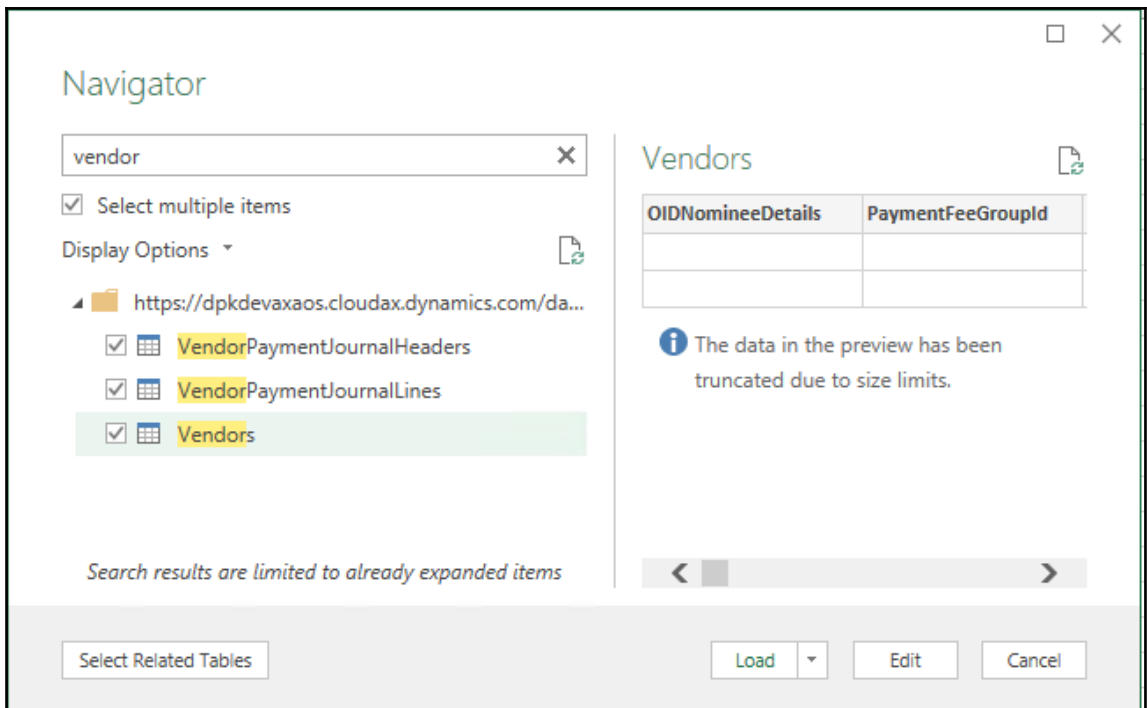 Navigator
vendor
Select multiple items
Display Options
https://dpkdevaxaos.cloudax.dynamics.com/da...
VendorPaymentJournalHeaders
VendorPaymentJournalLines
Vendors
Search results are limited to already expanded items
Vendors
OIDNomineeDetails PaymentFeeGroupId
The data in the preview has been
truncated due to size limits.
Select Related Tables
Load Edit Cancel